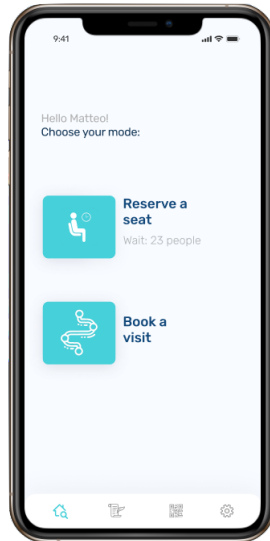 9:41
Hello Matteo!
Choose your mode:
Reserve a
seat
Wait: 23 people
Book a
visit